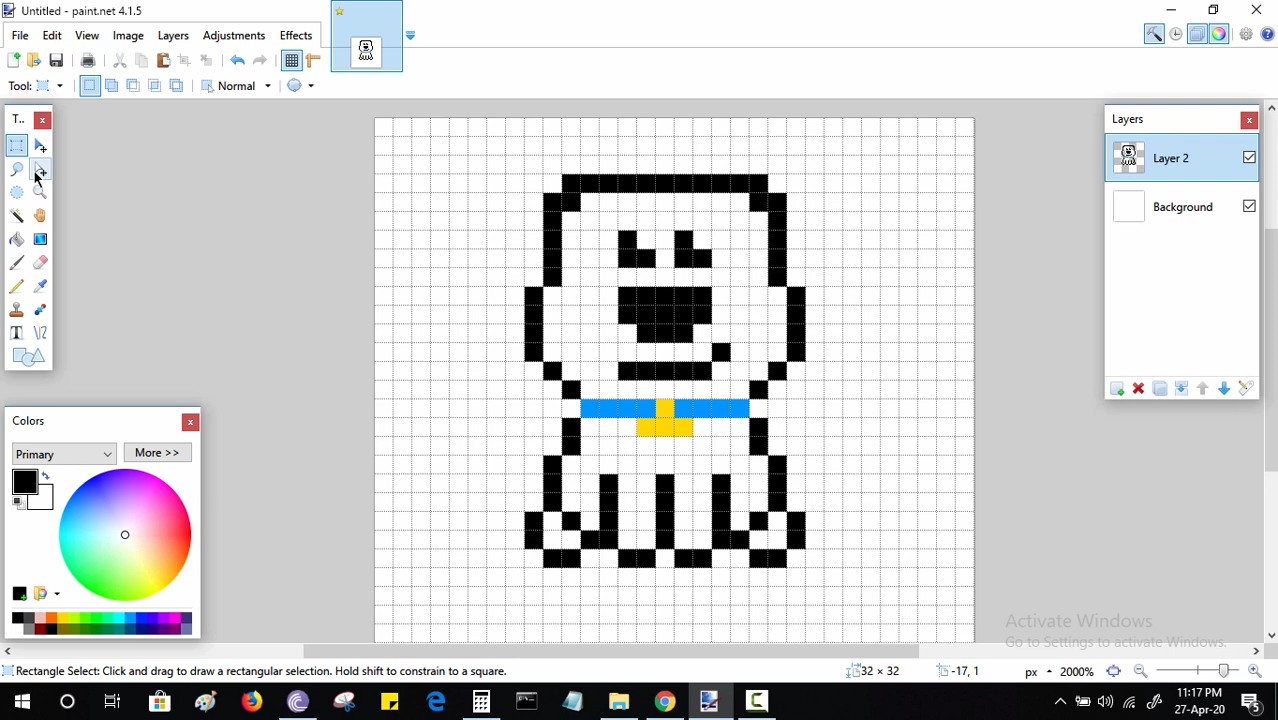 Untitled - paint.net 4.1.5
File Edit View Image Layers Adjustments Effects
Tool: Normal
T..
Layers
Layer 2
Background
Colors
Primary
More >>
Activate Windows
Go to Settings to activate Windows.
Rectangle Select: Click and drag to draw a rectangular selection. Hold shift to constrain to a square.
32 × 32
-17, 1
px
2000%
11:17 PM
27-Apr-20
5